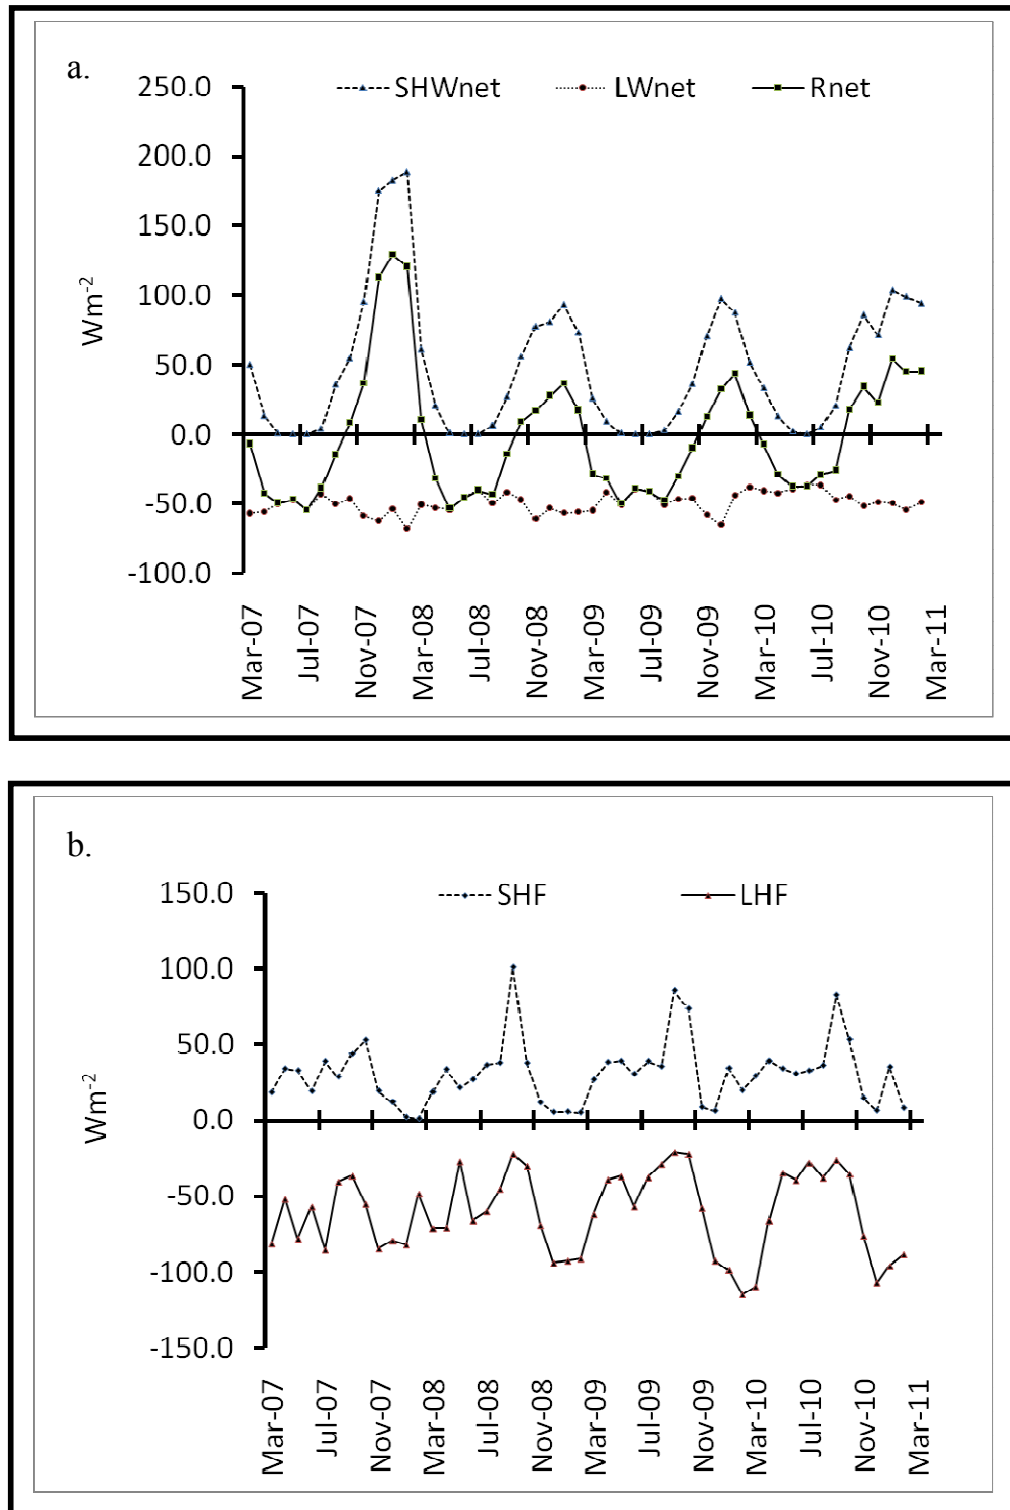 a.
SHWnet LWnet Rnet
250.0
200.0
150.0
100.0
50.0
0.0
-50.0
-100.0
Wm-2
Mar-07 Jul-07 Nov-07 Mar-08 Jul-08 Nov-08 Mar-09 Jul-09 Nov-09 Mar-10 Jul-10 Nov-10 Mar-11
b.
SHF LHF
150.0
100.0
50.0
0.0
-50.0
-100.0
-150.0
Wm-2
Mar-07 Jul-07 Nov-07 Mar-08 Jul-08 Nov-08 Mar-09 Jul-09 Nov-09 Mar-10 Jul-10 Nov-10 Mar-11